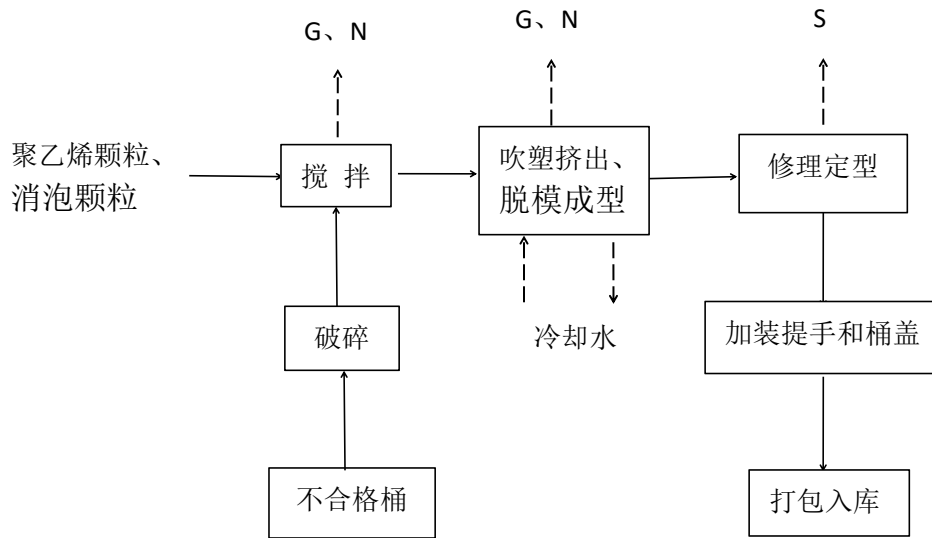 G、N
G、N
S
聚乙烯颗粒、
消泡颗粒
搅 拌
吹塑挤出、
脱模成型
修理定型
破碎
冷却水
加装提手和桶盖
不合格桶
打包入库